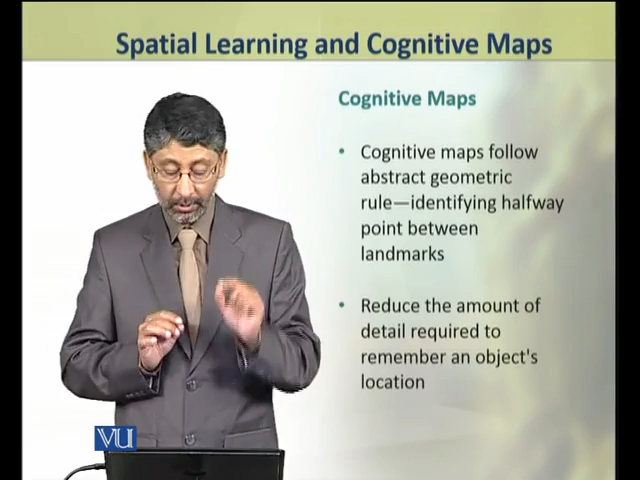 Spatial Learning and Cognitive Maps
Cognitive Maps
• Cognitive maps follow
abstract geometric
rule—identifying halfway
point between
landmarks
• Reduce the amount of
detail required to
remember an object's
location
VU